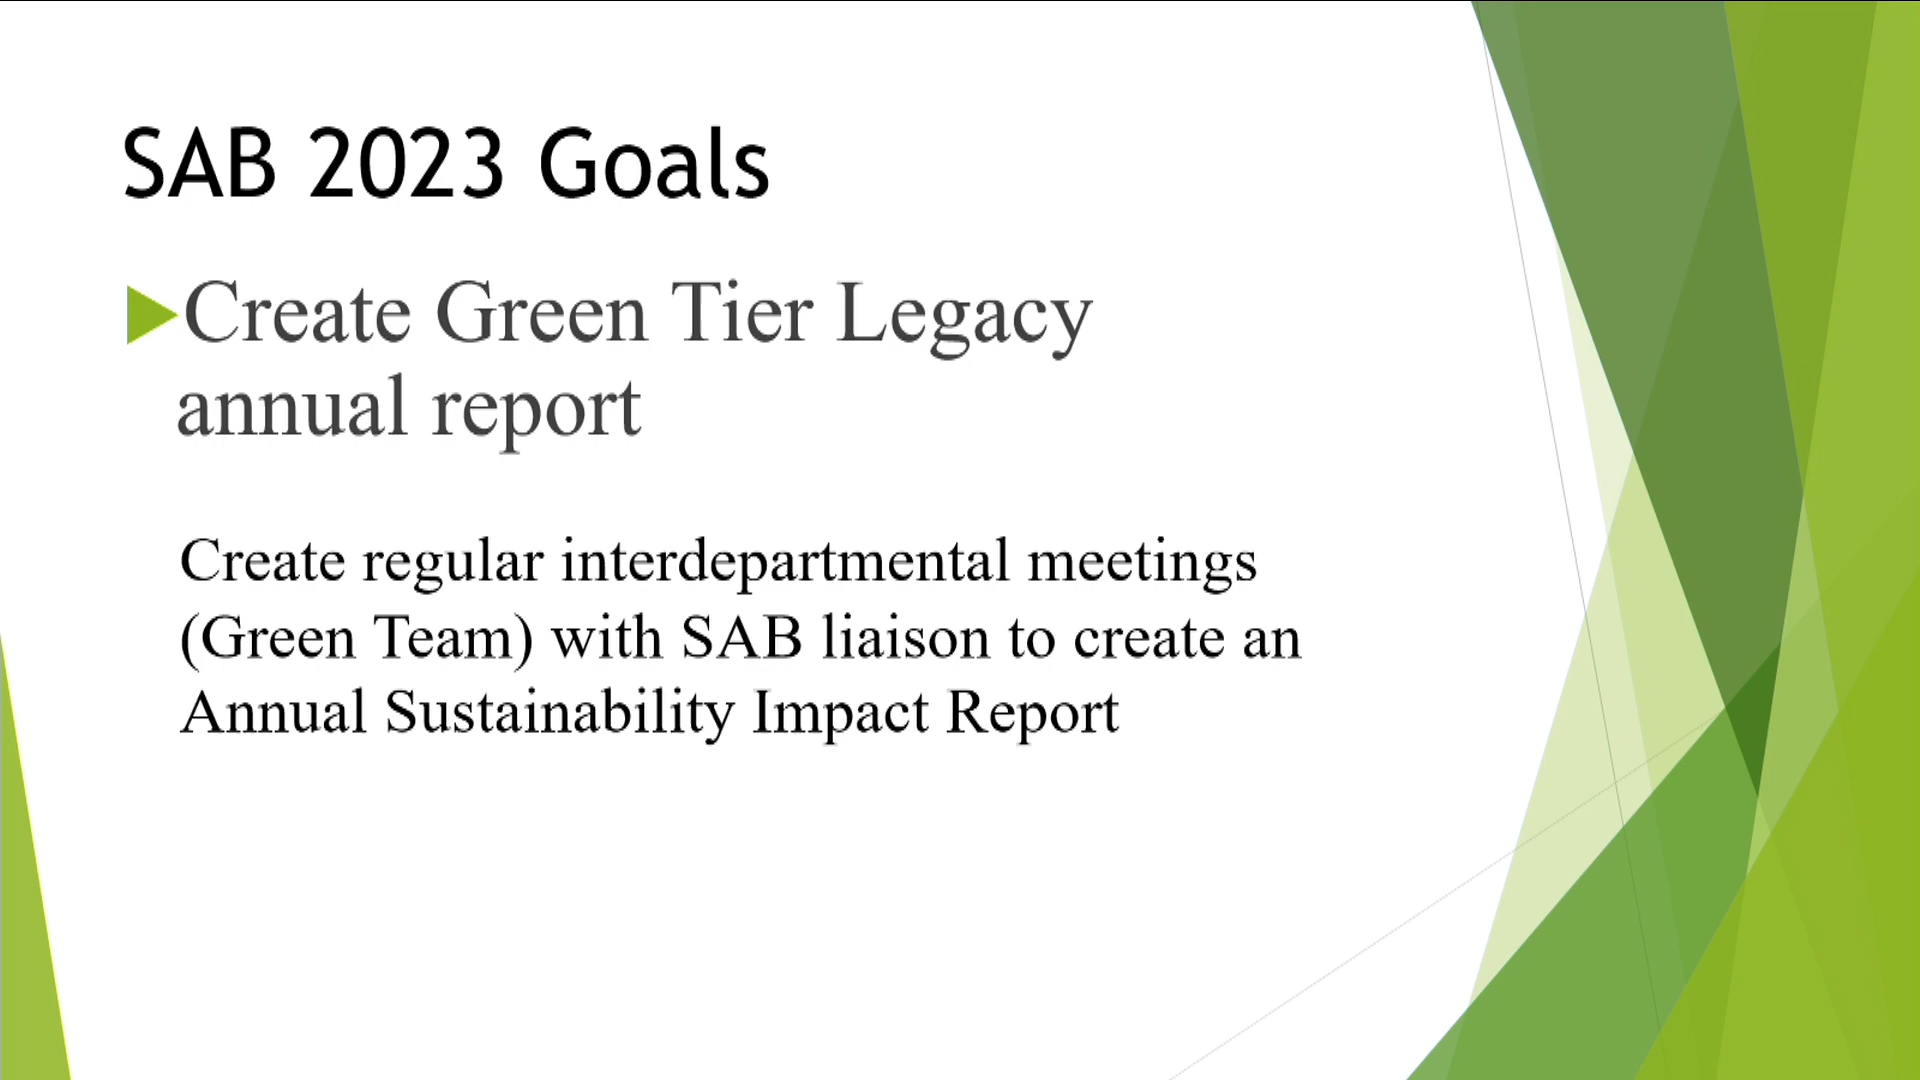 SAB 2023 Goals
Create Green Tier Legacy
annual report
Create regular interdepartmental meetings
(Green Team) with SAB liaison to create an
Annual Sustainability Impact Report